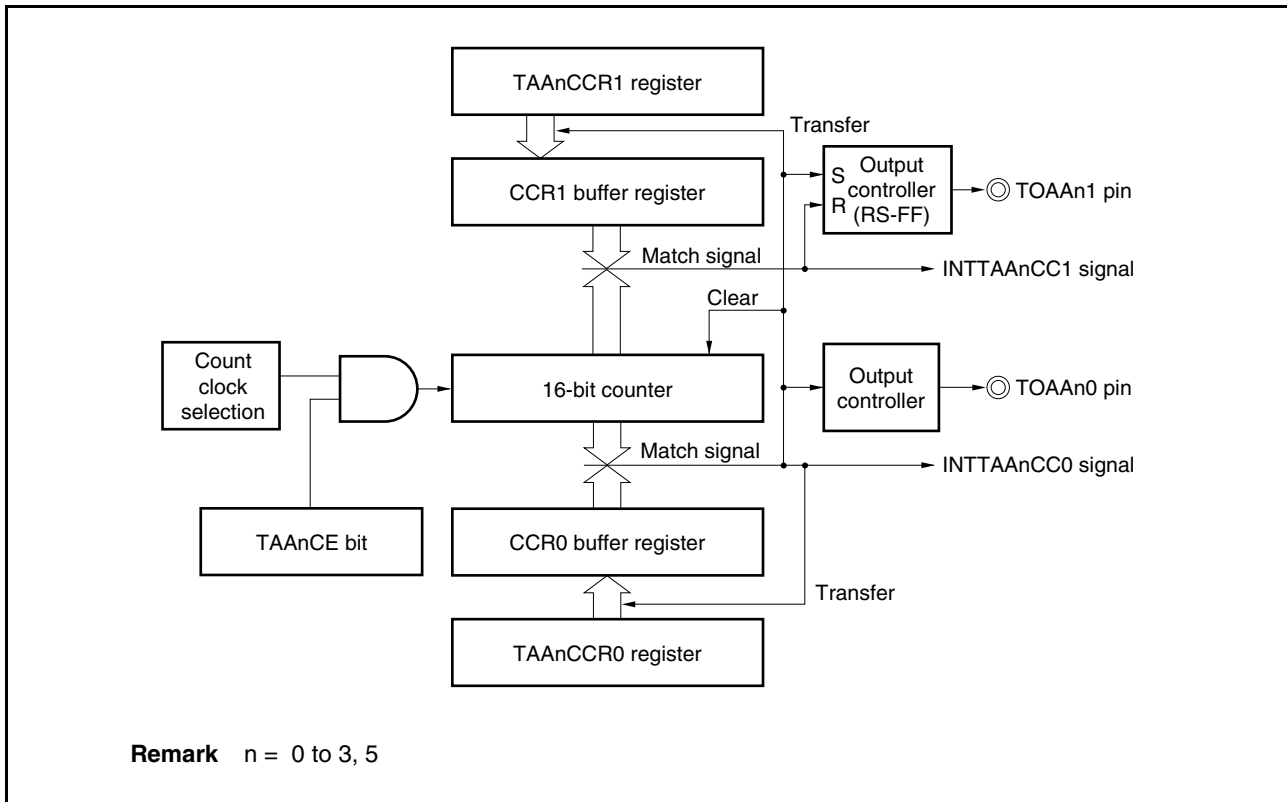 TAAnCCR1 register
Transfer
CCR1 buffer register
S
R
Output
controller
(RS-FF)
TOAAn1 pin
Match signal
INTTAAnCC1 signal
Clear
Count
clock
selection
16-bit counter
Output
controller
TOAAn0 pin
Match signal
INTTAAnCC0 signal
TAAnCE bit
CCR0 buffer register
Transfer
TAAnCCR0 register
Remark n = 0 to 3, 5